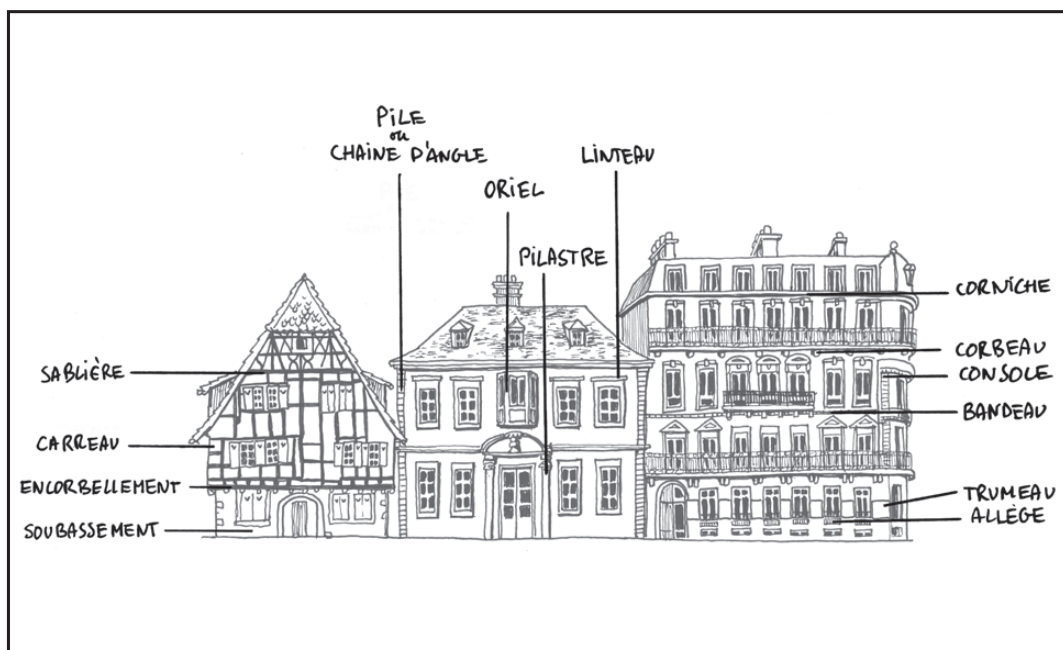 PiLE
ou
CHAINE D'ANGLE
LINTEAU
ORIEL
PILASTRE
SABLIÈRE
CARREAU
ENCORBELLEMENT
SOUBASSEMENT
CORNICHE
CORBEAU
CONSOLE
BANDEAU
TRUMEAU
ALLÈGE